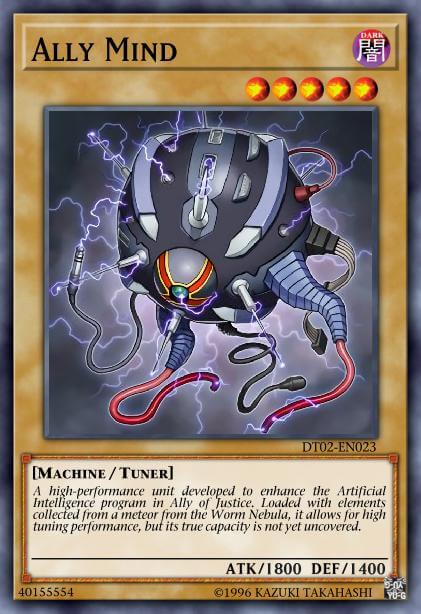 ALLY MIND
DARK
闇
DT02-EN023
[MACHINE / TUNER]
A high-performance unit developed to enhance the Artificial
Intelligence program in Ally of Justice. Loaded with elements
collected from a meteor from the Worm Nebula, it allows for high
tuning performance, but its true capacity is not yet uncovered.
ATK/1800 DEF/1400
40155554
©1996 KAZUKI TAKAHASHI